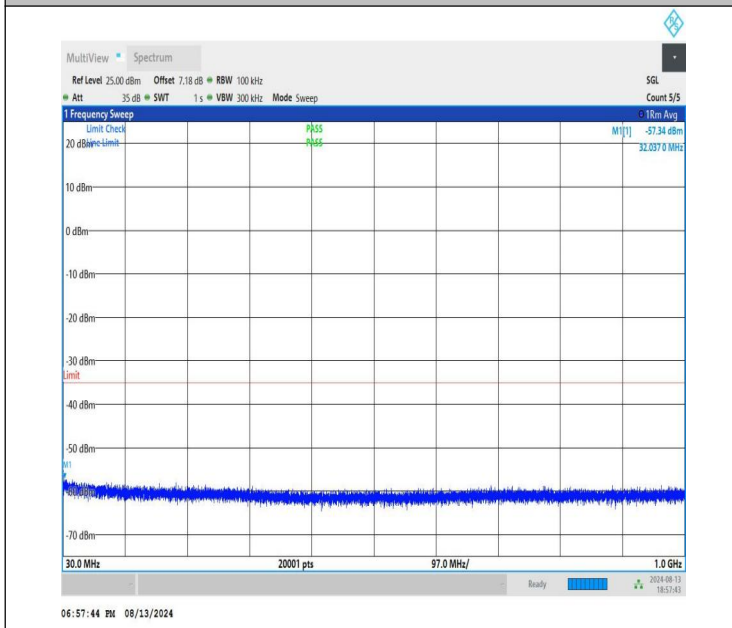 MultiView Spectrum
Ref Level 25.00 dBm Offset 7.18 dB RBW 100 kHz SGL
Att 35 dB SWT 1 s VBW 300 kHz Mode Sweep Count 5/5
1 Frequency Sweep 1Rm Avg
Limit Check PASS M1[1] -57.34 dBm
20 dBm Line Limit PASS 32.037 0 MHz
10 dBm
0 dBm
-10 dBm
-20 dBm
-30 dBm
Limit
-40 dBm
-50 dBm
M1
-60 dBm
-70 dBm
30.0 MHz 20001 pts 97.0 MHz/ 1.0 GHz
Ready 2024-08-13
18:57:43
06:57:44 PM 08/13/2024